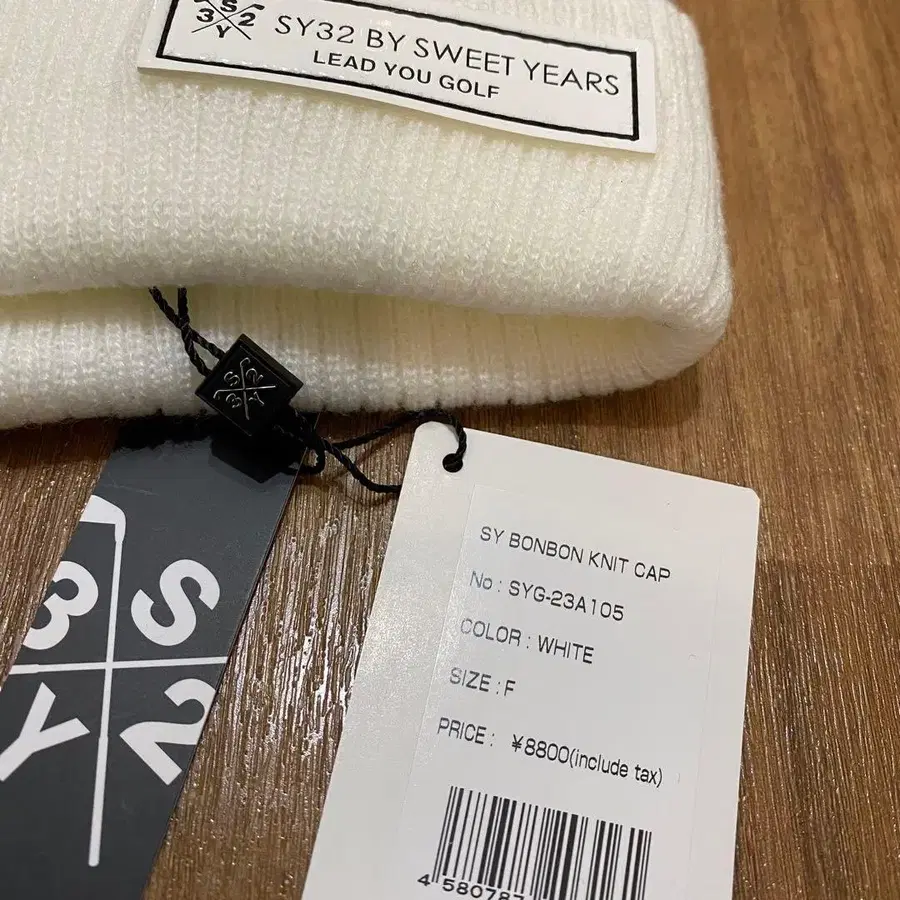 S
3 2
Y
SY32 BY SWEET YEARS
LEAD YOU GOLF
S
3 2
Y
3 S
Y 2
SY BONBON KNIT CAP
No : SYG-23A105
COLOR : WHITE
SIZE : F
PRICE : ¥8800(include tax)
4 580787